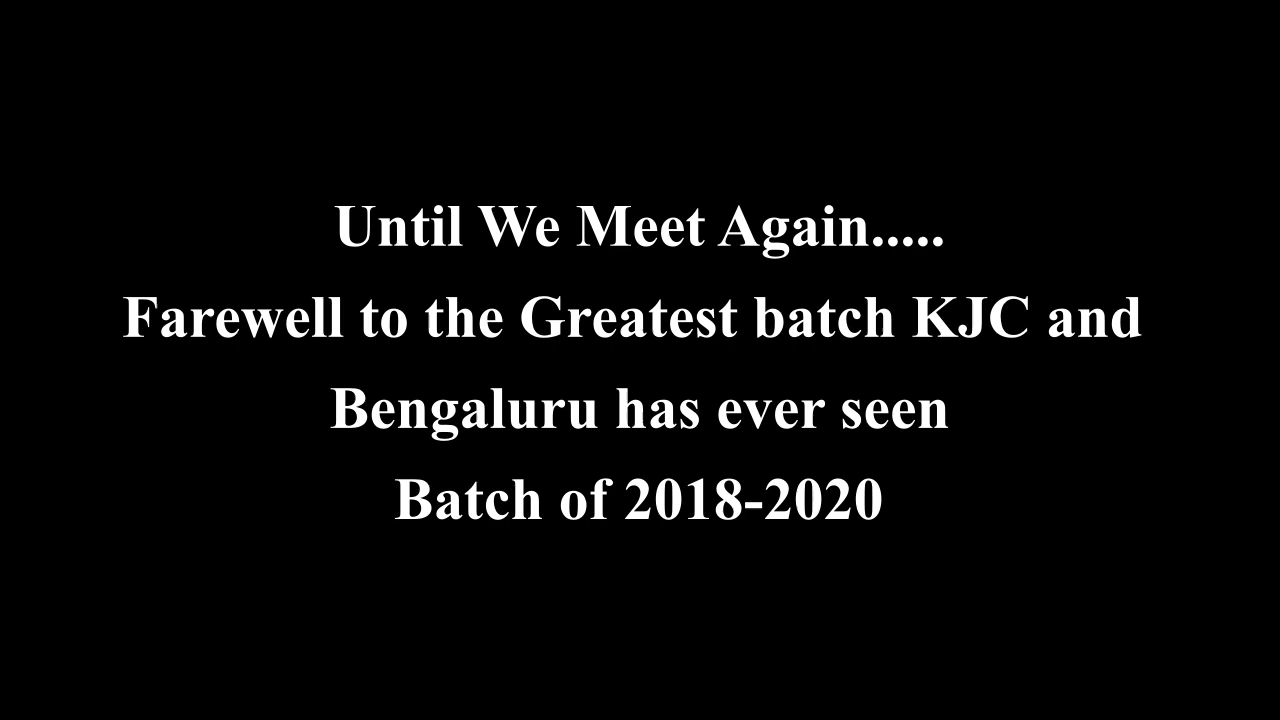 Until We Meet Again.....
Farewell to the Greatest batch KJC and
Bengaluru has ever seen
Batch of 2018-2020